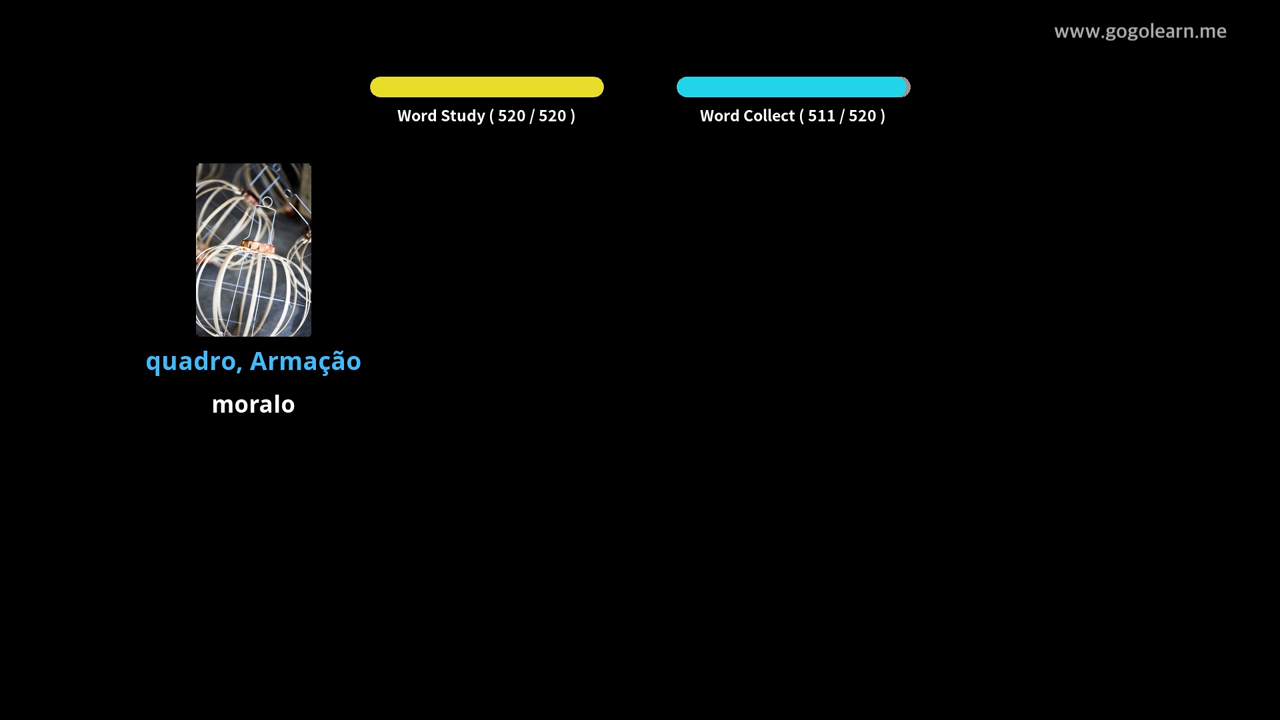 www.gogolearn.me
Word Study ( 520 / 520 )
Word Collect ( 511 / 520 )
quadro, Armação
moralo